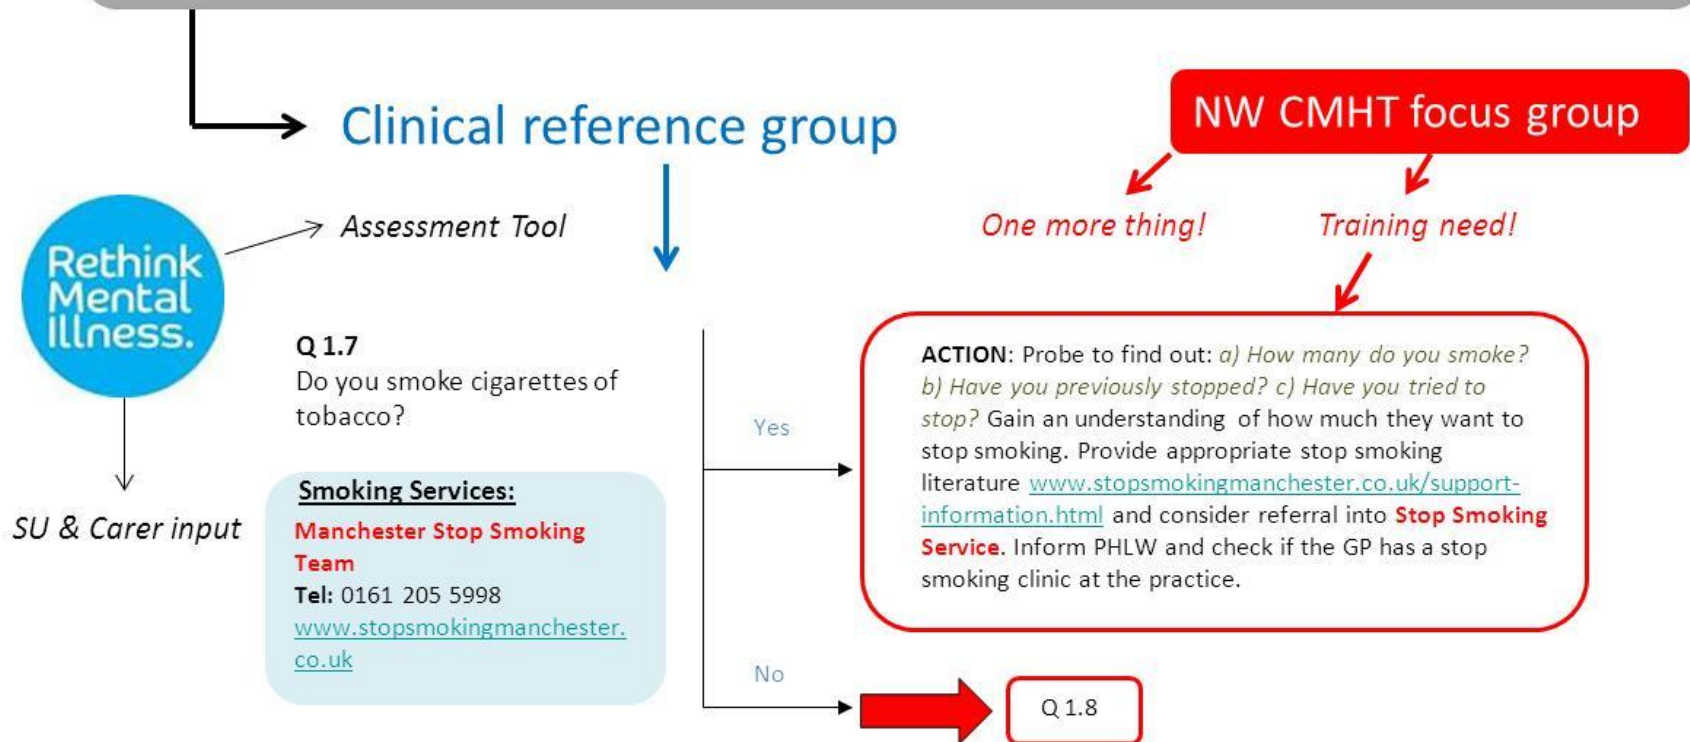 Clinical reference group
NW CMHT focus group
Rethink
Mental
Illness.
Assessment Tool
One more thing!
Training need!
SU & Carer input
Q 1.7
Do you smoke cigarettes of
tobacco?
Smoking Services:
Manchester Stop Smoking
Team
Tel: 0161 205 5998
www.stopsmokingmanchester.
co.uk
Yes
ACTION: Probe to find out: a) How many do you smoke?
b) Have you previously stopped? c) Have you tried to
stop? Gain an understanding of how much they want to
stop smoking. Provide appropriate stop smoking
literature www.stopsmokingmanchester.co.uk/support-
information.html and consider referral into Stop Smoking
Service. Inform PHLW and check if the GP has a stop
smoking clinic at the practice.
No
Q 1.8